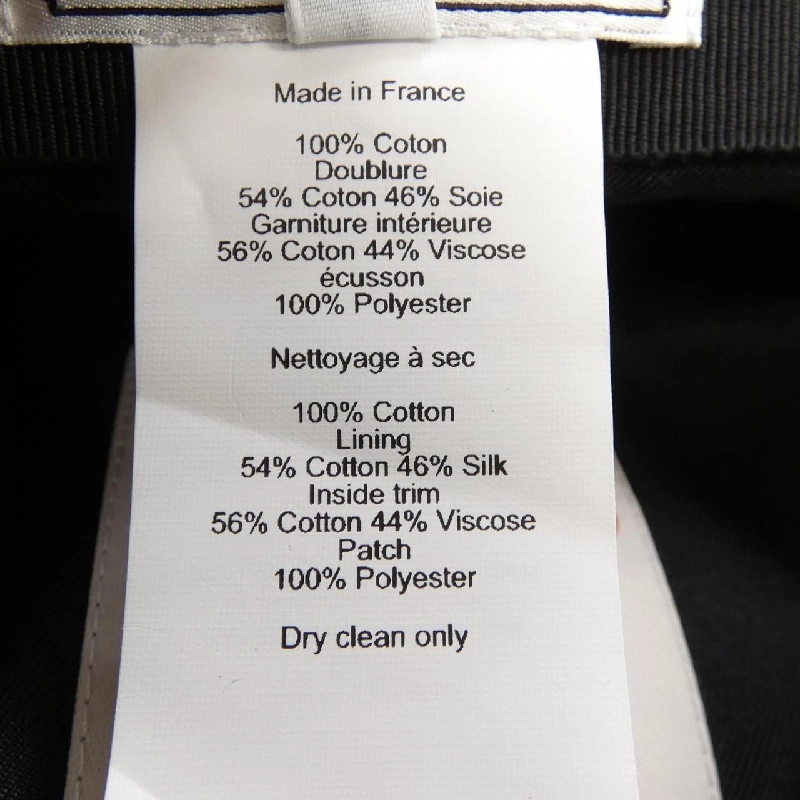 Made in France
100% Coton
Doublure
54% Coton 46% Soie
Garniture intérieure
56% Coton 44% Viscose
écusson
100% Polyester
Nettoyage à sec
100% Cotton
Lining
54% Cotton 46% Silk
Inside trim
56% Cotton 44% Viscose
Patch
100% Polyester
Dry clean only